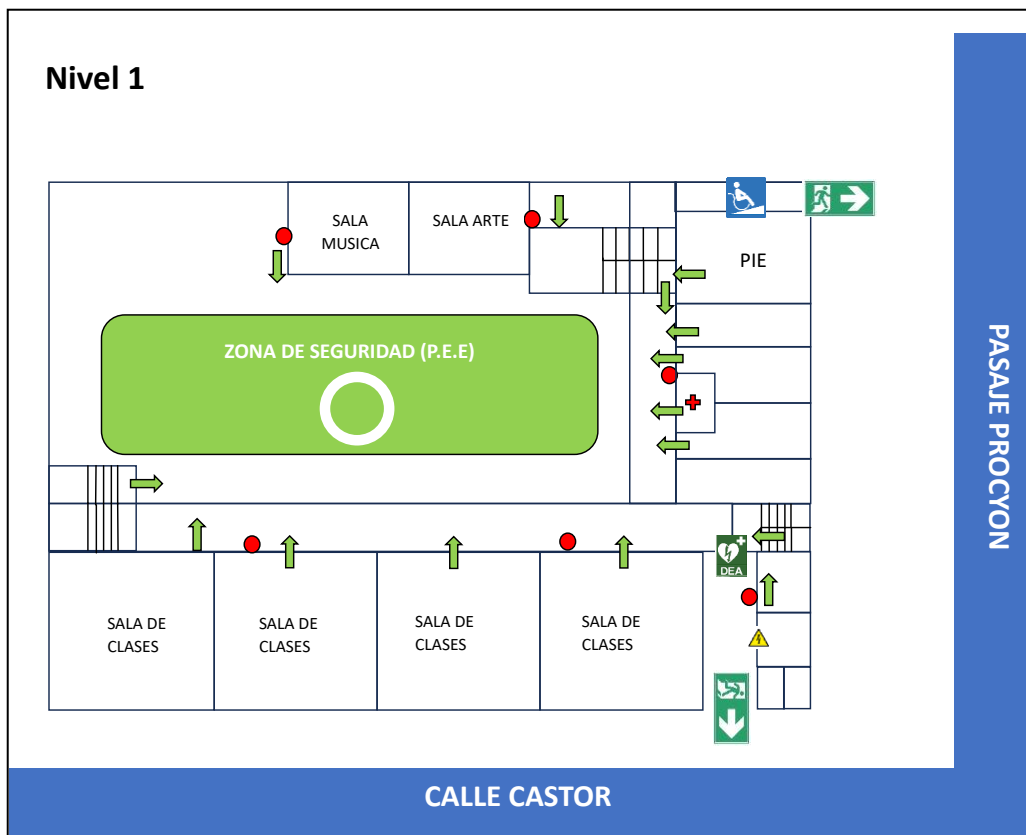 Nivel 1
SALA
MUSICA
SALA ARTE
PIE
ZONA DE SEGURIDAD (P.E.E)
PASAJE PROCYON
DEA
SALA DE
CLASES
SALA DE
CLASES
SALA DE
CLASES
SALA DE
CLASES
CALLE CASTOR